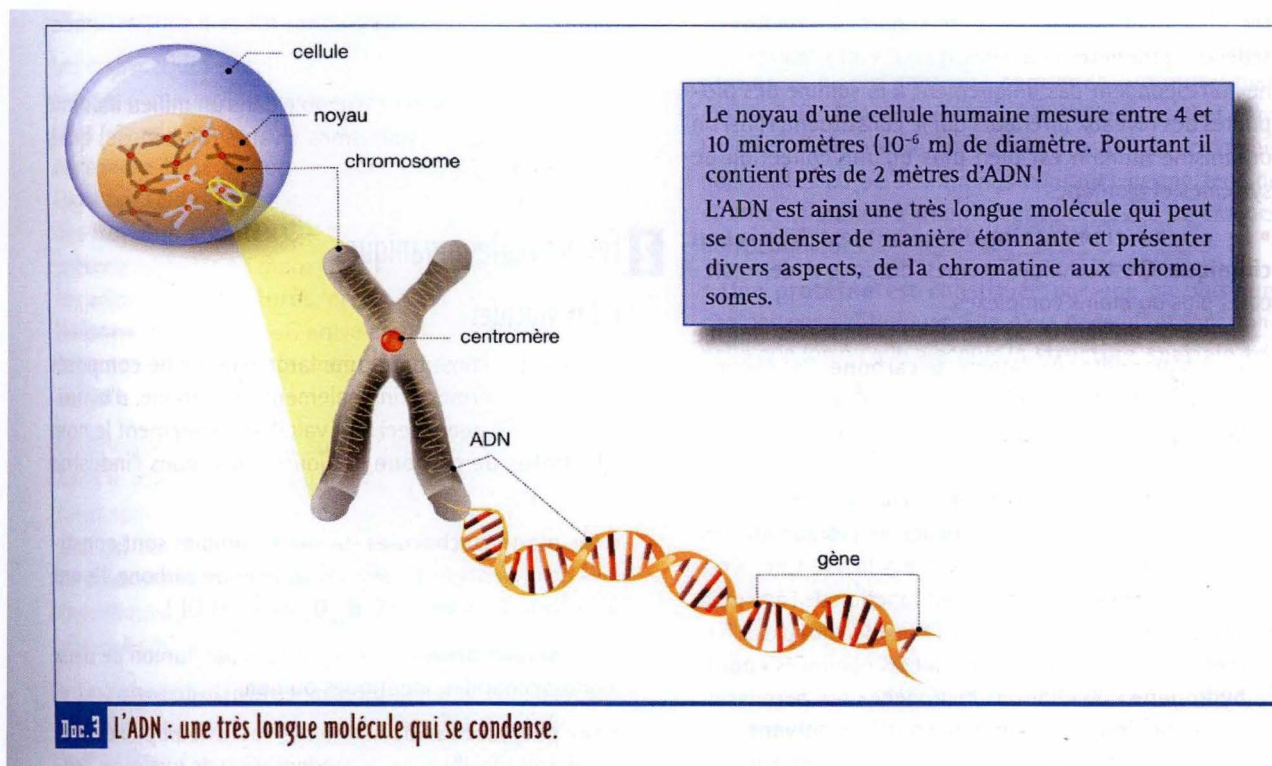 cellule
noyau
chromosome
centromère
ADN
gène
Le noyau d'une cellule humaine mesure entre 4 et
10 micromètres (10⁻⁶ m) de diamètre. Pourtant il
contient près de 2 mètres d'ADN !
L'ADN est ainsi une très longue molécule qui peut
se condenser de manière étonnante et présenter
divers aspects, de la chromatine aux chromo-
somes.
Doc.3 L'ADN : une très longue molécule qui se condense.